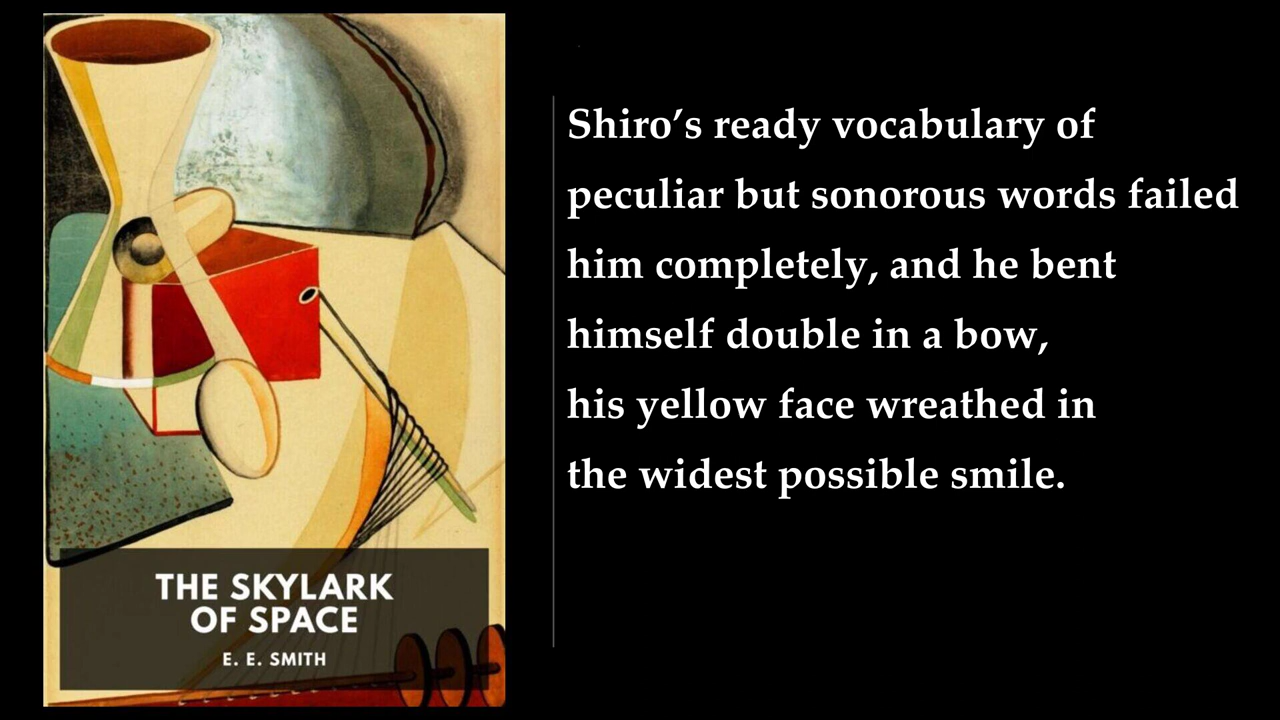 Shiro’s ready vocabulary of
peculiar but sonorous words failed
him completely, and he bent
himself double in a bow,
his yellow face wreathed in
the widest possible smile.
THE SKYLARK
OF SPACE
E. E. SMITH